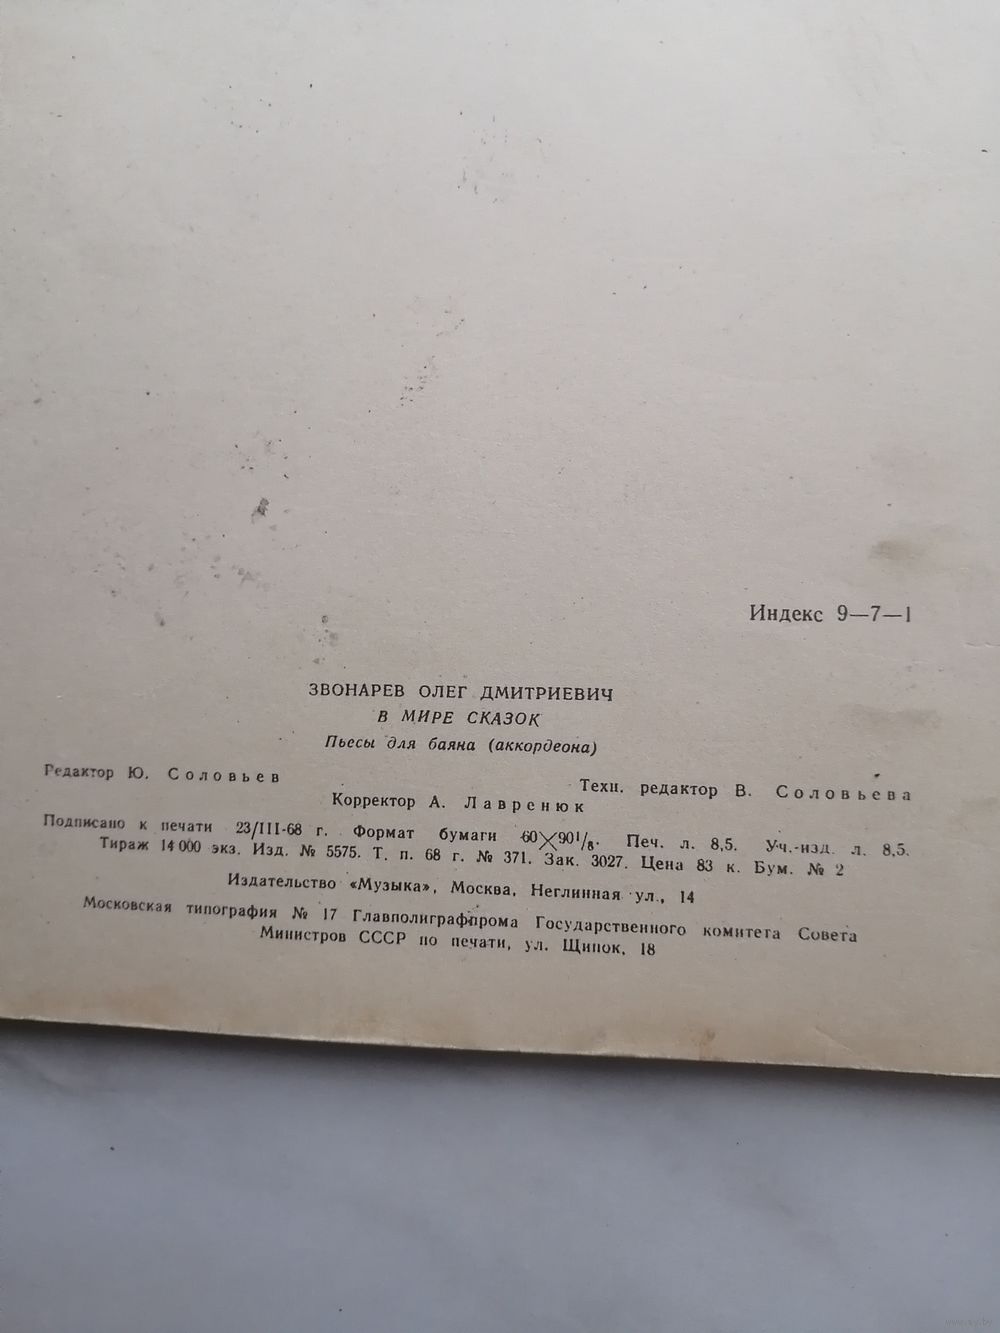 Индекс 9—7—1
ЗВОНАРЕВ ОЛЕГ ДМИТРИЕВИЧ
В МИРЕ СКАЗОК
Пьесы для баяна (аккордеона)
Редактор Ю. Соловьев Техн. редактор В. Соловьева
Корректор А. Лавренюк
Подписано к печати 23/III-68 г. Формат бумаги 60×90 1/8. Печ. л. 8,5. Уч.-изд. л. 8,5.
Тираж 14 000 экз. Изд. № 5575. Т. п. 68 г. № 371. Зак. 3027. Цена 83 к. Бум. № 2
Издательство «Музыка», Москва, Неглинная ул., 14
Московская типография № 17 Главполиграфпрома Государственного комитета Совета
Министров СССР по печати, ул. Щипок, 18